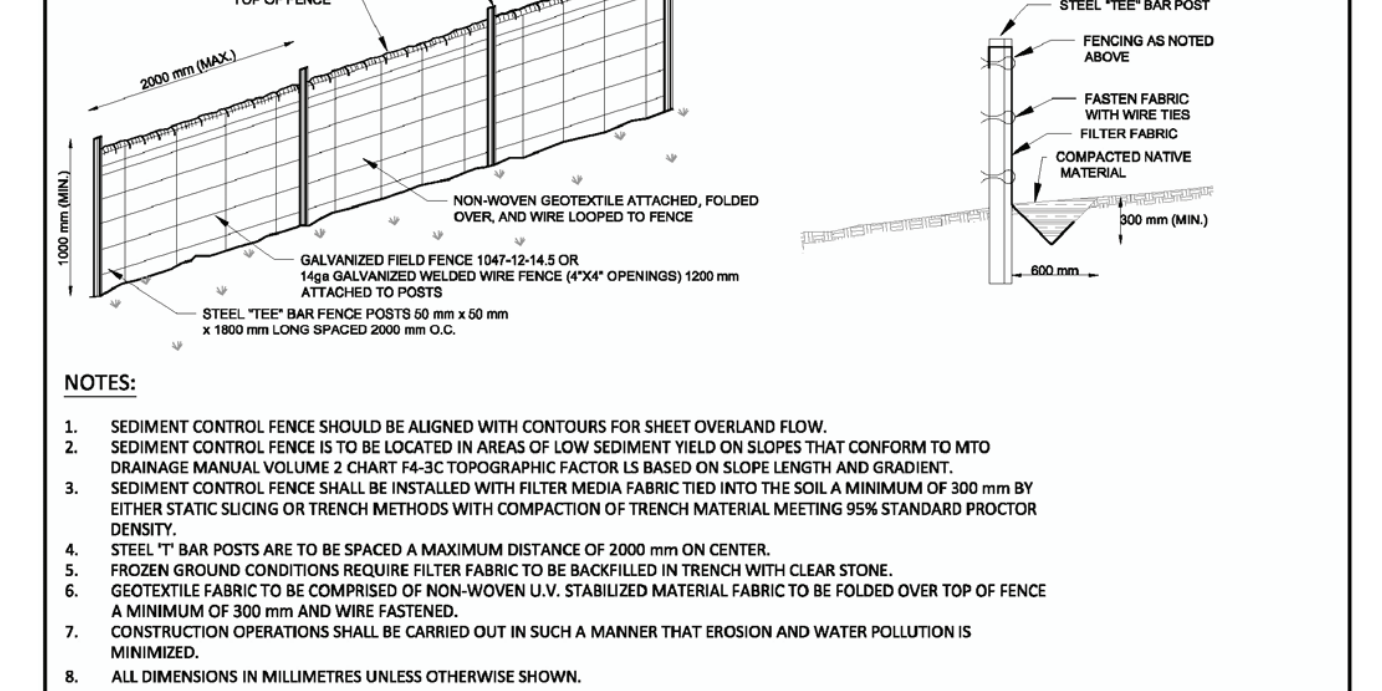 TOP OF FENCE
2000 mm (MAX.)
1000 mm (MIN.)
NON-WOVEN GEOTEXTILE ATTACHED, FOLDED
OVER, AND WIRE LOOPED TO FENCE
GALVANIZED FIELD FENCE 1047-12-14.5 OR
14ga GALVANIZED WELDED WIRE FENCE (4"X4" OPENINGS) 1200 mm
ATTACHED TO POSTS
STEEL "TEE" BAR FENCE POSTS 50 mm x 50 mm
x 1800 mm LONG SPACED 2000 mm O.C.
STEEL "TEE" BAR POST
FENCING AS NOTED
ABOVE
FASTEN FABRIC
WITH WIRE TIES
FILTER FABRIC
COMPACTED NATIVE
MATERIAL
300 mm (MIN.)
600 mm
NOTES:
1. SEDIMENT CONTROL FENCE SHOULD BE ALIGNED WITH CONTOURS FOR SHEET OVERLAND FLOW.
2. SEDIMENT CONTROL FENCE IS TO BE LOCATED IN AREAS OF LOW SEDIMENT YIELD ON SLOPES THAT CONFORM TO MTO
DRAINAGE MANUAL VOLUME 2 CHART F4-3C TOPOGRAPHIC FACTOR LS BASED ON SLOPE LENGTH AND GRADIENT.
3. SEDIMENT CONTROL FENCE SHALL BE INSTALLED WITH FILTER MEDIA FABRIC TIED INTO THE SOIL A MINIMUM OF 300 mm BY
EITHER STATIC SLICING OR TRENCH METHODS WITH COMPACTION OF TRENCH MATERIAL MEETING 95% STANDARD PROCTOR
DENSITY.
4. STEEL 'T' BAR POSTS ARE TO BE SPACED A MAXIMUM DISTANCE OF 2000 mm ON CENTER.
5. FROZEN GROUND CONDITIONS REQUIRE FILTER FABRIC TO BE BACKFILLED IN TRENCH WITH CLEAR STONE.
6. GEOTEXTILE FABRIC TO BE COMPRISED OF NON-WOVEN U.V. STABILIZED MATERIAL FABRIC TO BE FOLDED OVER TOP OF FENCE
A MINIMUM OF 300 mm AND WIRE FASTENED.
7. CONSTRUCTION OPERATIONS SHALL BE CARRIED OUT IN SUCH A MANNER THAT EROSION AND WATER POLLUTION IS
MINIMIZED.
8. ALL DIMENSIONS IN MILLIMETRES UNLESS OTHERWISE SHOWN.